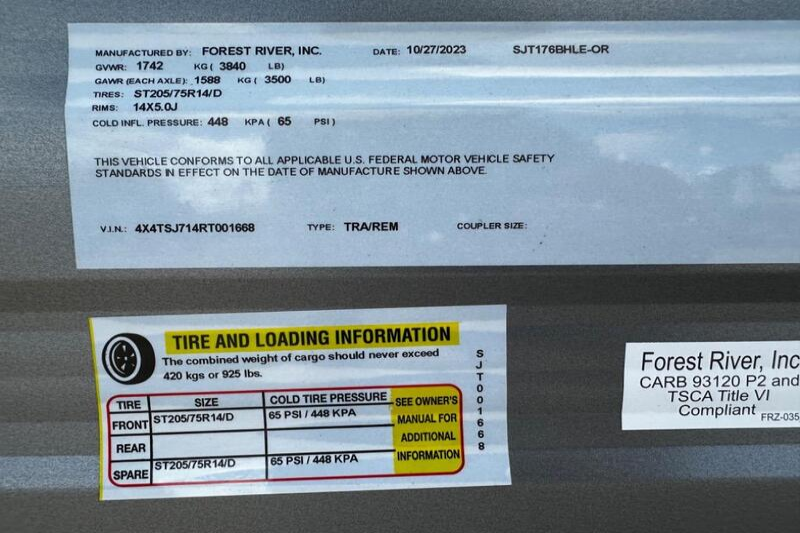 MANUFACTURED BY: FOREST RIVER, INC. DATE: 10/27/2023 SJT176BHLE-OR
GVWR: 1742 KG ( 3840 LB)
GAWR (EACH AXLE): 1588 KG ( 3500 LB)
TIRES: ST205/75R14/D
RIMS: 14X5.0J
COLD INFL. PRESSURE: 448 KPA ( 65 PSI )
THIS VEHICLE CONFORMS TO ALL APPLICABLE U.S. FEDERAL MOTOR VEHICLE SAFETY
STANDARDS IN EFFECT ON THE DATE OF MANUFACTURE SHOWN ABOVE.
V.I.N.: 4X4TSJ714RT001668 TYPE: TRA/REM COUPLER SIZE:
TIRE AND LOADING INFORMATION
The combined weight of cargo should never exceed
420 kgs or 925 lbs.
TIRE SIZE COLD TIRE PRESSURE
FRONT ST205/75R14/D 65 PSI / 448 KPA
REAR
SPARE ST205/75R14/D 65 PSI / 448 KPA
SEE OWNER'S
MANUAL FOR
ADDITIONAL
INFORMATION
SJT001668
Forest River, Inc
CARB 93120 P2 and
TSCA Title VI
Compliant FRZ-035